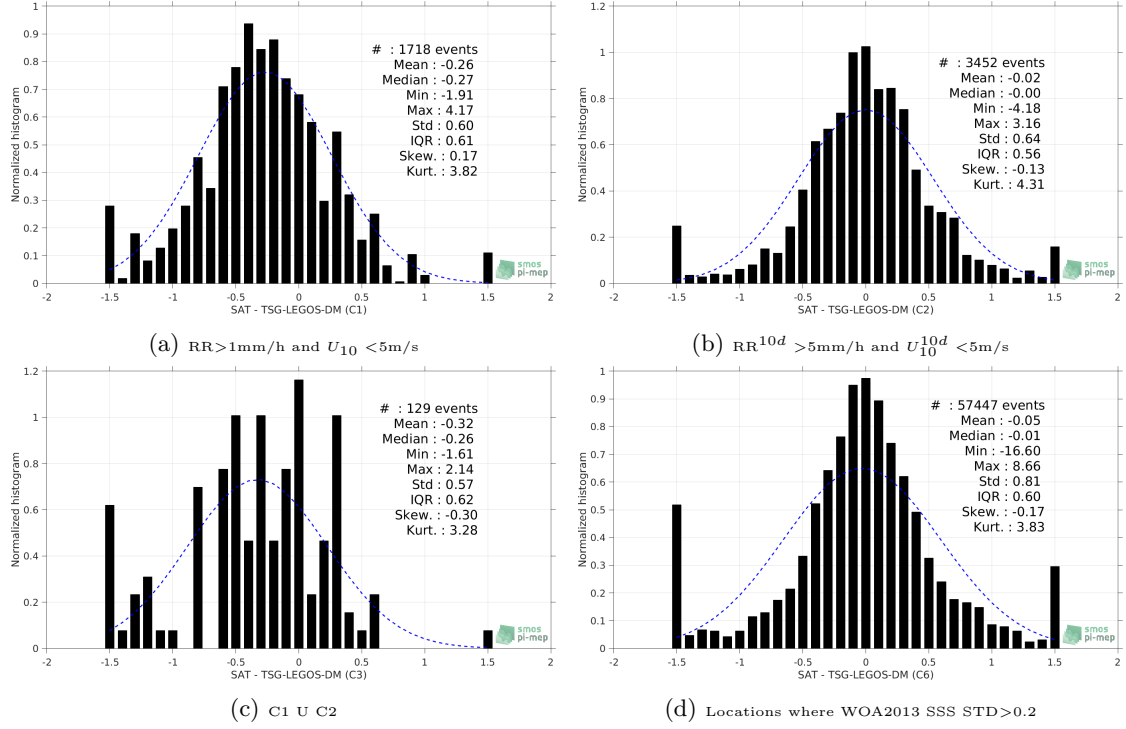 Normalized histogram
1
0.9
0.8
0.7
0.6
0.5
0.4
0.3
0.2
0.1
0
# : 1718 events
Mean : -0.26
Median : -0.27
Min : -1.91
Max : 4.17
Std : 0.60
IQR : 0.61
Skew. : 0.17
Kurt. : 3.82
smos
pi-mep
-2 -1.5 -1 -0.5 0 0.5 1 1.5 2
SAT - TSG-LEGOS-DM (C1)
(a) RR>1mm/h and U10 <5m/s
Normalized histogram
1.2
1
0.8
0.6
0.4
0.2
0
# : 3452 events
Mean : -0.02
Median : -0.00
Min : -4.18
Max : 3.16
Std : 0.64
IQR : 0.56
Skew. : -0.13
Kurt. : 4.31
smos
pi-mep
-2 -1.5 -1 -0.5 0 0.5 1 1.5 2
SAT - TSG-LEGOS-DM (C2)
(b) RR10d >5mm/h and U10 10d <5m/s
Normalized histogram
1.2
1
0.8
0.6
0.4
0.2
0
# : 129 events
Mean : -0.32
Median : -0.26
Min : -1.61
Max : 2.14
Std : 0.57
IQR : 0.62
Skew. : -0.30
Kurt. : 3.28
smos
pi-mep
-2 -1.5 -1 -0.5 0 0.5 1 1.5 2
SAT - TSG-LEGOS-DM (C3)
(c) C1 U C2
Normalized histogram
1
0.9
0.8
0.7
0.6
0.5
0.4
0.3
0.2
0.1
0
# : 57447 events
Mean : -0.05
Median : -0.01
Min : -16.60
Max : 8.66
Std : 0.81
IQR : 0.60
Skew. : -0.17
Kurt. : 3.83
smos
pi-mep
-2 -1.5 -1 -0.5 0 0.5 1 1.5 2
SAT - TSG-LEGOS-DM (C6)
(d) Locations where WOA2013 SSS STD>0.2